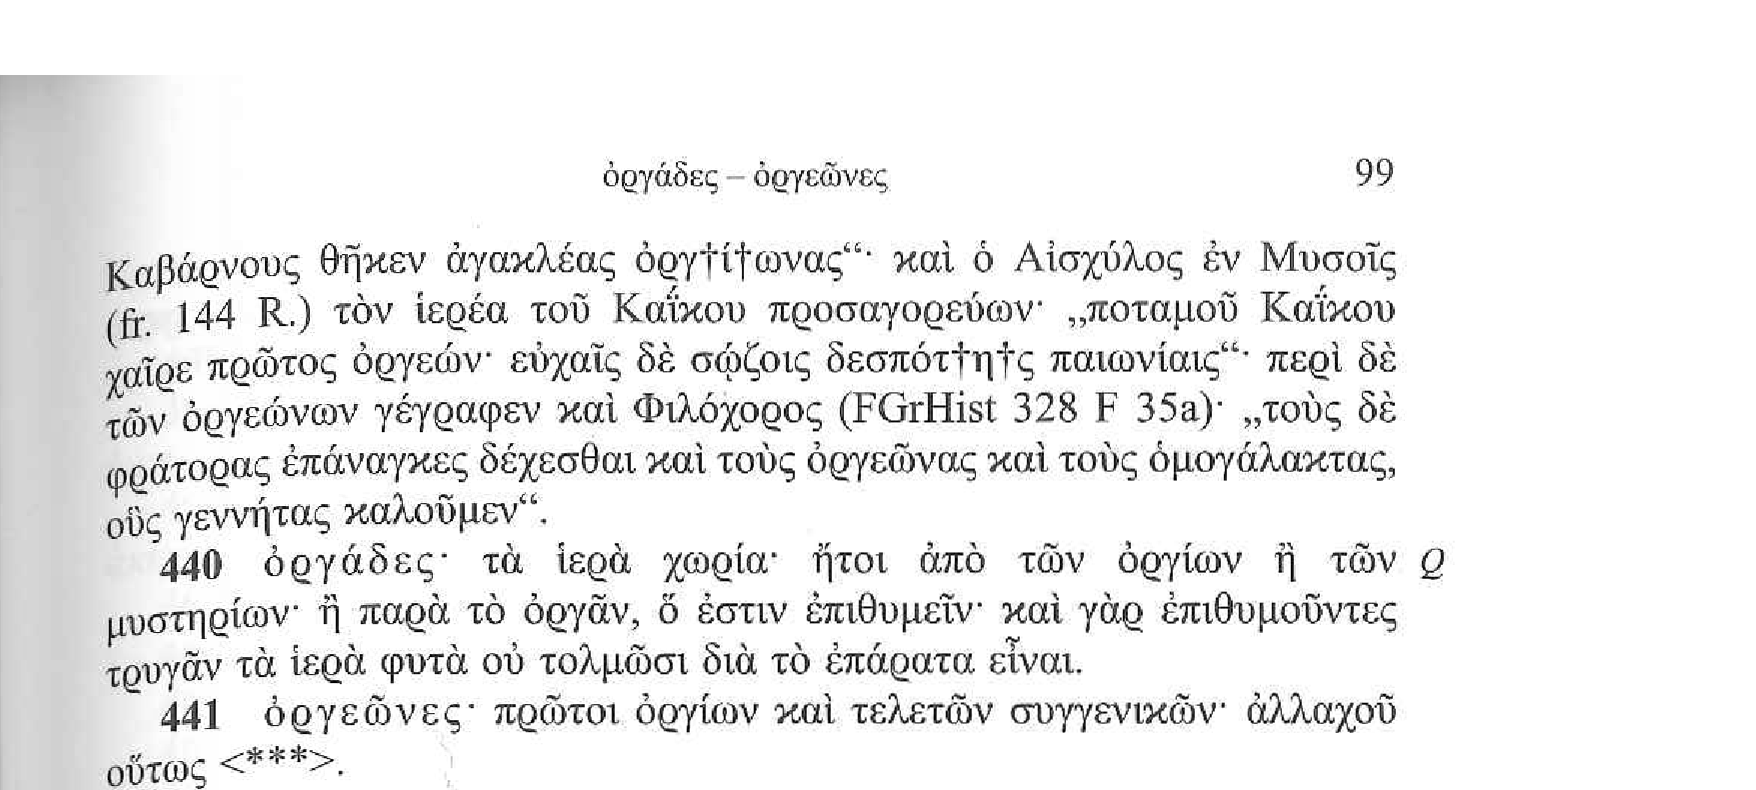 ὀργάδες – ὀργεῶνες 99
Καβάρνους θῆκεν ἀγακλέας ὀργ†ί†ωνας“· καὶ ὁ Αἰσχύλος ἐν Μυσοῖς
(fr. 144 R.) τὸν ἱερέα τοῦ Καΐκου προσαγορεύων· „ποταμοῦ Καΐκου
χαῖρε πρῶτος ὀργεών· εὐχαῖς δὲ σῴζοις δεσπότ†η†ς παιωνίαις“· περὶ δὲ
τῶν ὀργεώνων γέγραφεν καὶ Φιλόχορος (FGrHist 328 F 35a)· „τοὺς δὲ
φράτορας ἐπάναγκες δέχεσθαι καὶ τοὺς ὀργεῶνας καὶ τοὺς ὁμογάλακτας,
οὓς γεννήτας καλοῦμεν“.
440 ὀργάδες· τὰ ἱερὰ χωρία· ἤτοι ἀπὸ τῶν ὀργίων ἢ τῶν Q
μυστηρίων· ἢ παρὰ τὸ ὀργᾶν, ὅ ἐστιν ἐπιθυμεῖν· καὶ γὰρ ἐπιθυμοῦντες
τρυγᾶν τὰ ἱερὰ φυτὰ οὐ τολμῶσι διὰ τὸ ἐπάρατα εἶναι.
441 ὀργεῶνες· πρῶτοι ὀργίων καὶ τελετῶν συγγενικῶν· ἀλλαχοῦ
οὕτως <***>.